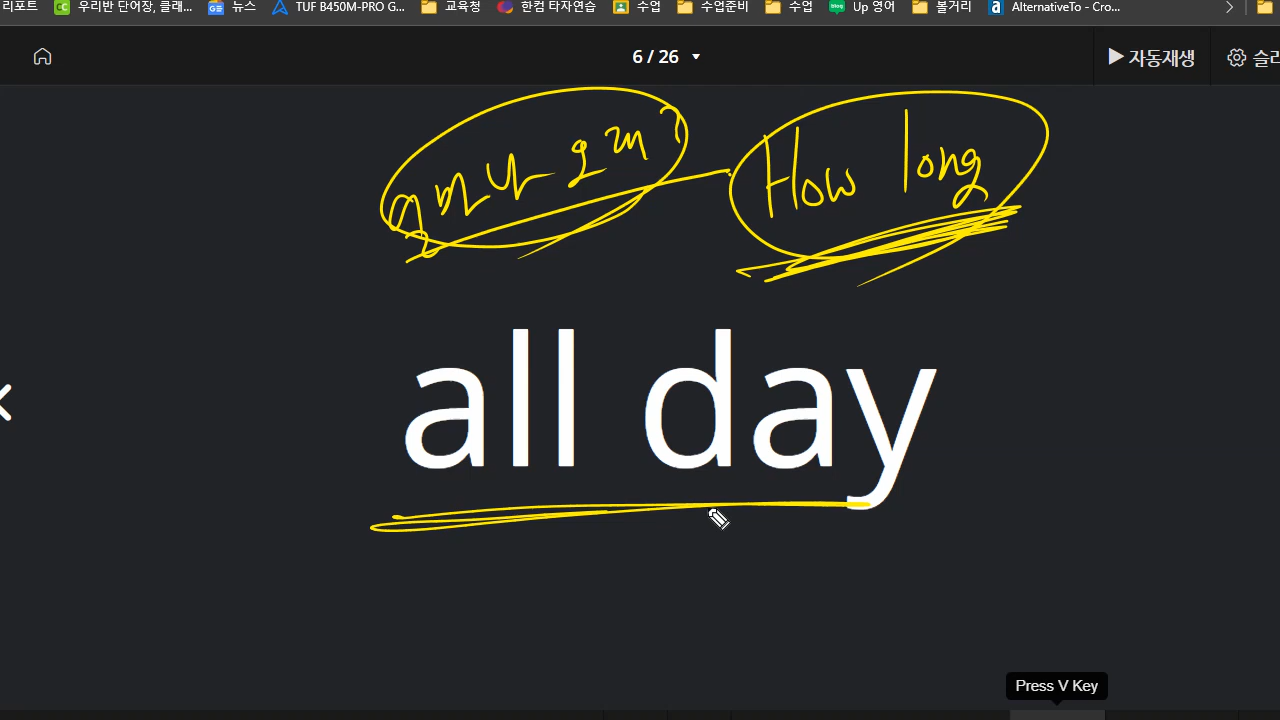 리포트 우리반 단어장, 클래... 뉴스 TUF B450M-PRO G... 교육청 한컴 타자연습 수업 수업준비 수업 Up 영어 볼거리 AlternativeTo - Cro...
6 / 26 자동재생 슬리
얼마나 오래? How long
all day
Press V Key